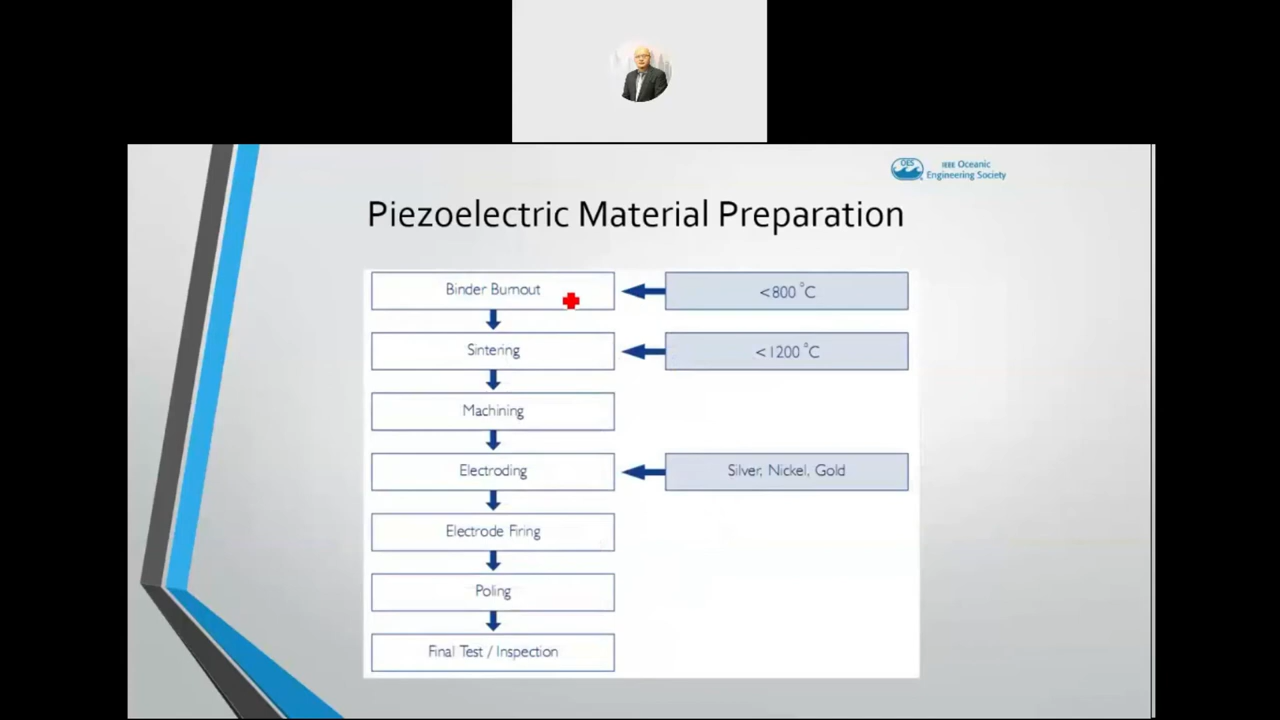 OES
IEEE Oceanic
Engineering Society
Piezoelectric Material Preparation
Binder Burnout
<800 °C
Sintering
<1200 °C
Machining
Electroding
Silver, Nickel, Gold
Electrode Firing
Poling
Final Test / Inspection